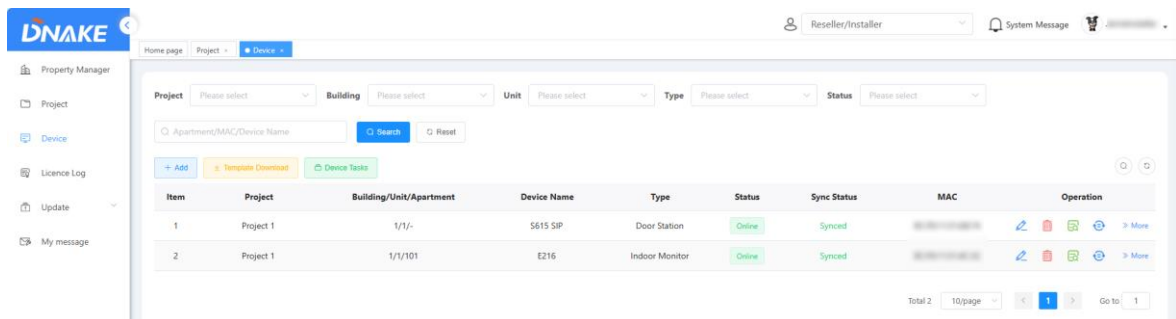 DNAKE
Reseller/Installer System Message
Home page Project × Device ×
Property Manager
Project
Device
Licence Log
Update
My message
Project Please select Building Please select Unit Please select Type Please select Status Please select
Apartment/MAC/Device Name Search Reset
+ Add Template Download Device Tasks
Item Project Building/Unit/Apartment Device Name Type Status Sync Status MAC Operation
1 Project 1 1/1/- S615 SIP Door Station Online Synced » More
2 Project 1 1/1/101 E216 Indoor Monitor Online Synced » More
Total 2 10/page < 1 > Go to 1